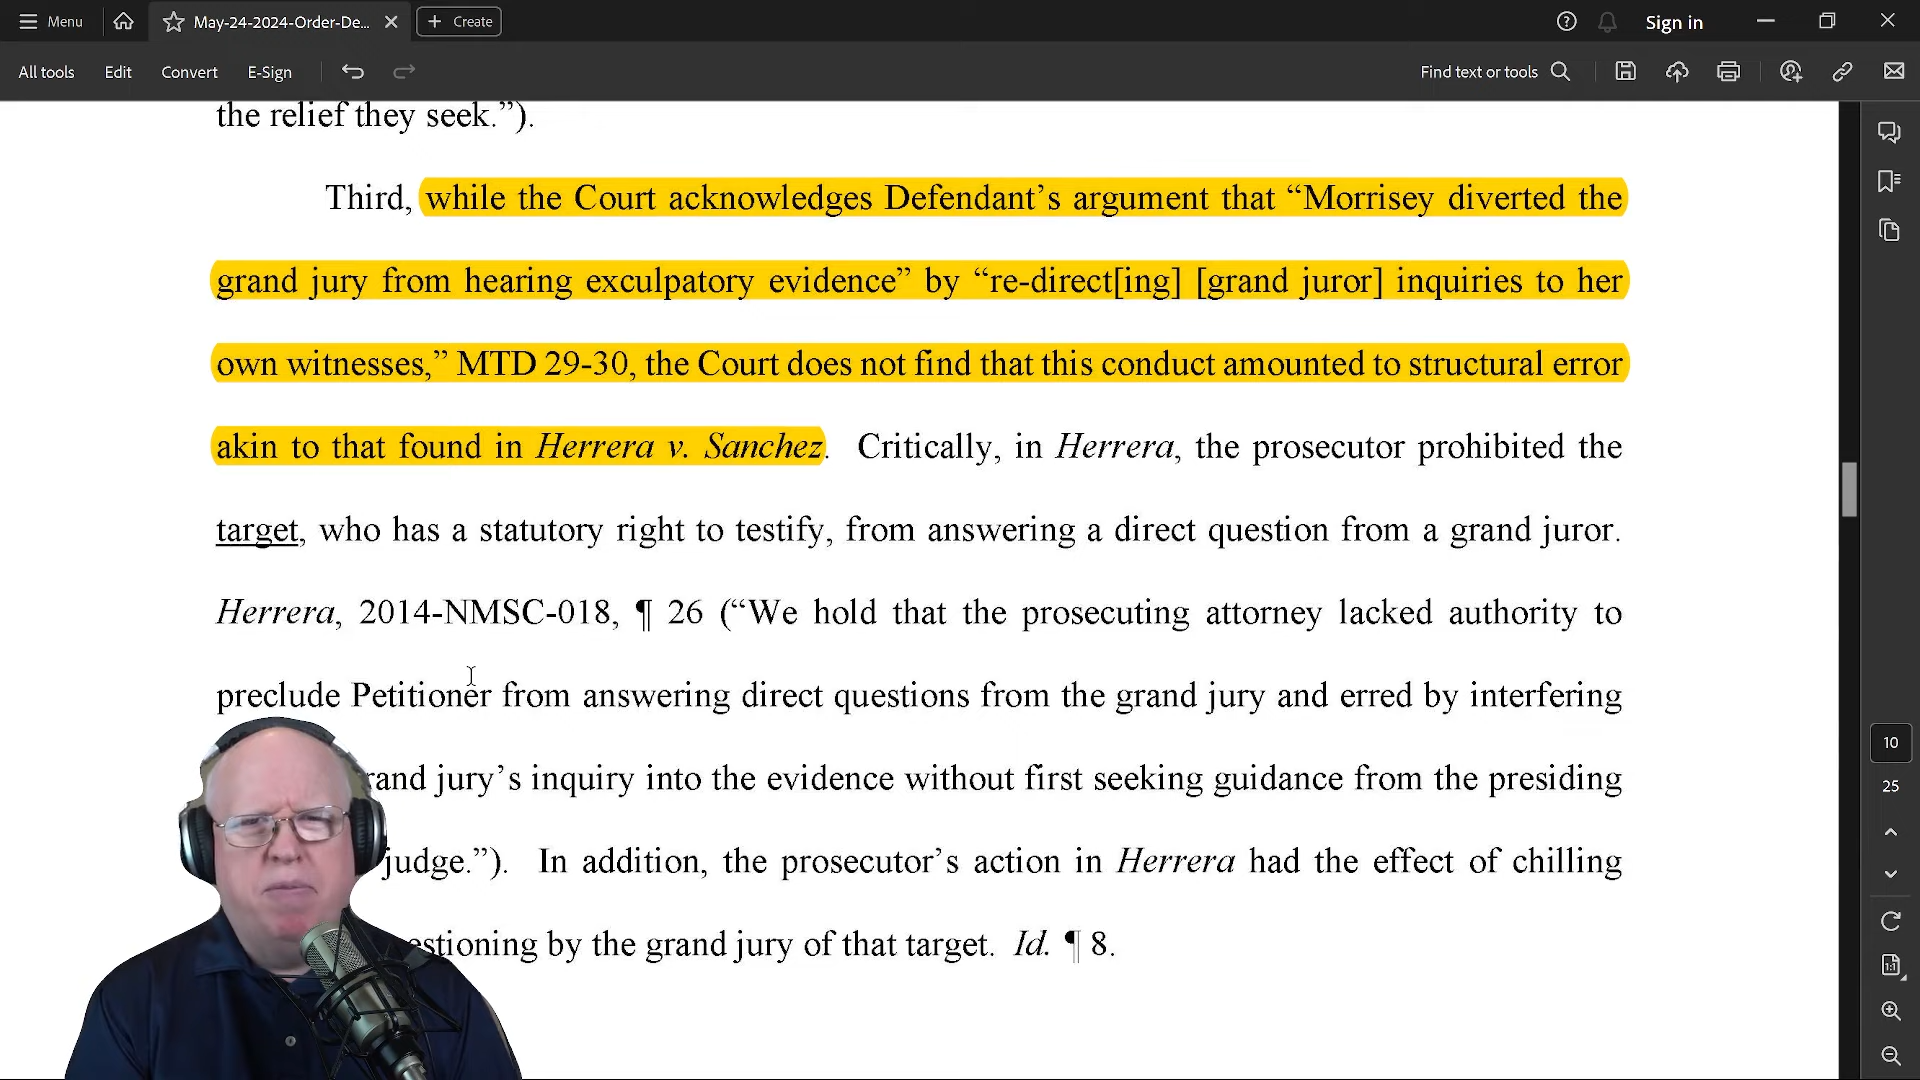 Menu
May-24-2024-Order-De...
Create
Sign in
All tools
Edit
Convert
E-Sign
Find text or tools
the relief they seek.”).
Third, while the Court acknowledges Defendant’s argument that “Morrisey diverted the
grand jury from hearing exculpatory evidence” by “re-direct[ing] [grand juror] inquiries to her
own witnesses,” MTD 29-30, the Court does not find that this conduct amounted to structural error
akin to that found in Herrera v. Sanchez. Critically, in Herrera, the prosecutor prohibited the
target, who has a statutory right to testify, from answering a direct question from a grand juror.
Herrera, 2014-NMSC-018, ¶ 26 (“We hold that the prosecuting attorney lacked authority to
preclude Petitioner from answering direct questions from the grand jury and erred by interfering
rand jury’s inquiry into the evidence without first seeking guidance from the presiding
judge.”). In addition, the prosecutor’s action in Herrera had the effect of chilling
estioning by the grand jury of that target. Id. ¶ 8.
10
25
1:1